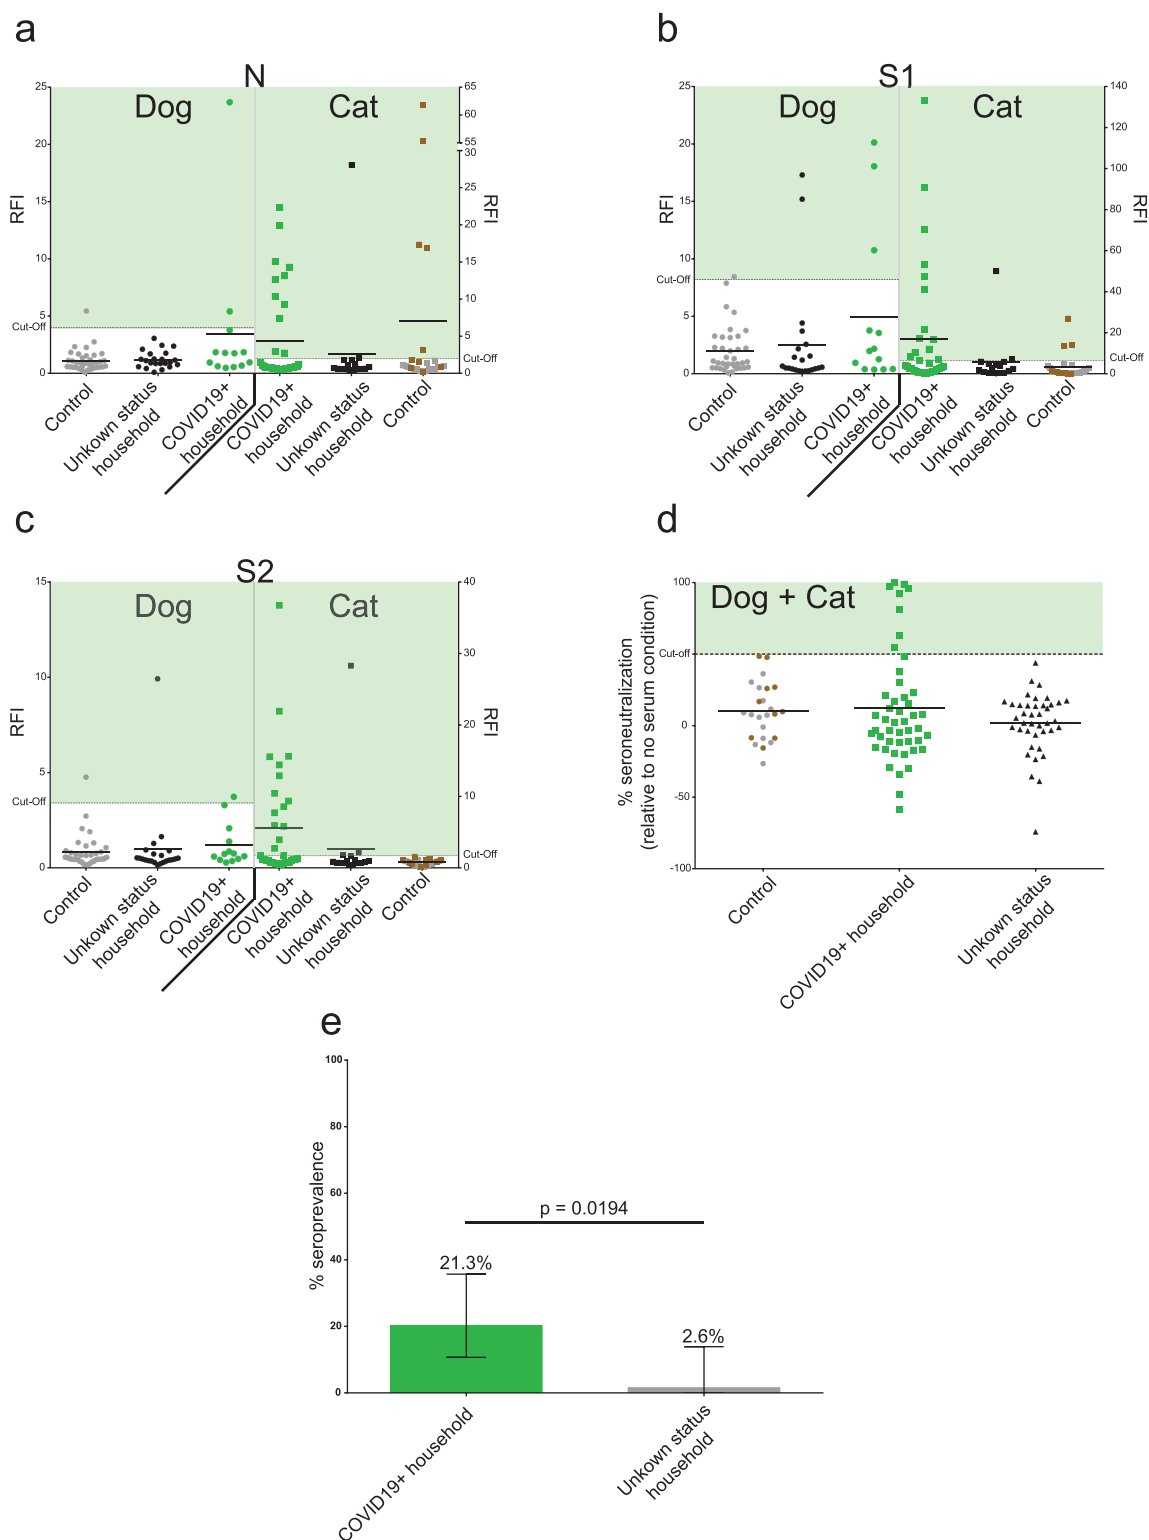 a
N
Dog
Cat
RFI
25
20
15
10
5
0
Cut-Off
65
60
55
30
25
20
15
10
5
0
Cut-Off
RFI
Control
Unkown status
household
COVID19+
household
COVID19+
household
Unkown status
household
Control
b
S1
Dog
Cat
RFI
25
20
15
10
5
0
Cut-Off
140
120
100
80
60
40
20
0
Cut-Off
RFI
Control
Unkown status
household
COVID19+
household
COVID19+
household
Unkown status
household
Control
c
S2
Dog
Cat
RFI
15
10
5
0
Cut-Off
40
30
20
10
0
Cut-Off
RFI
Control
Unkown status
household
COVID19+
household
COVID19+
household
Unkown status
household
Control
d
Dog + Cat
% seroneutralization
(relative to no serum condition)
100
Cut-off
50
0
-50
-100
Control
COVID19+ household
Unkown status
household
e
% seroprevalence
100
80
60
40
20
0
p = 0.0194
21.3%
2.6%
COVID19+ household
Unkown status
household